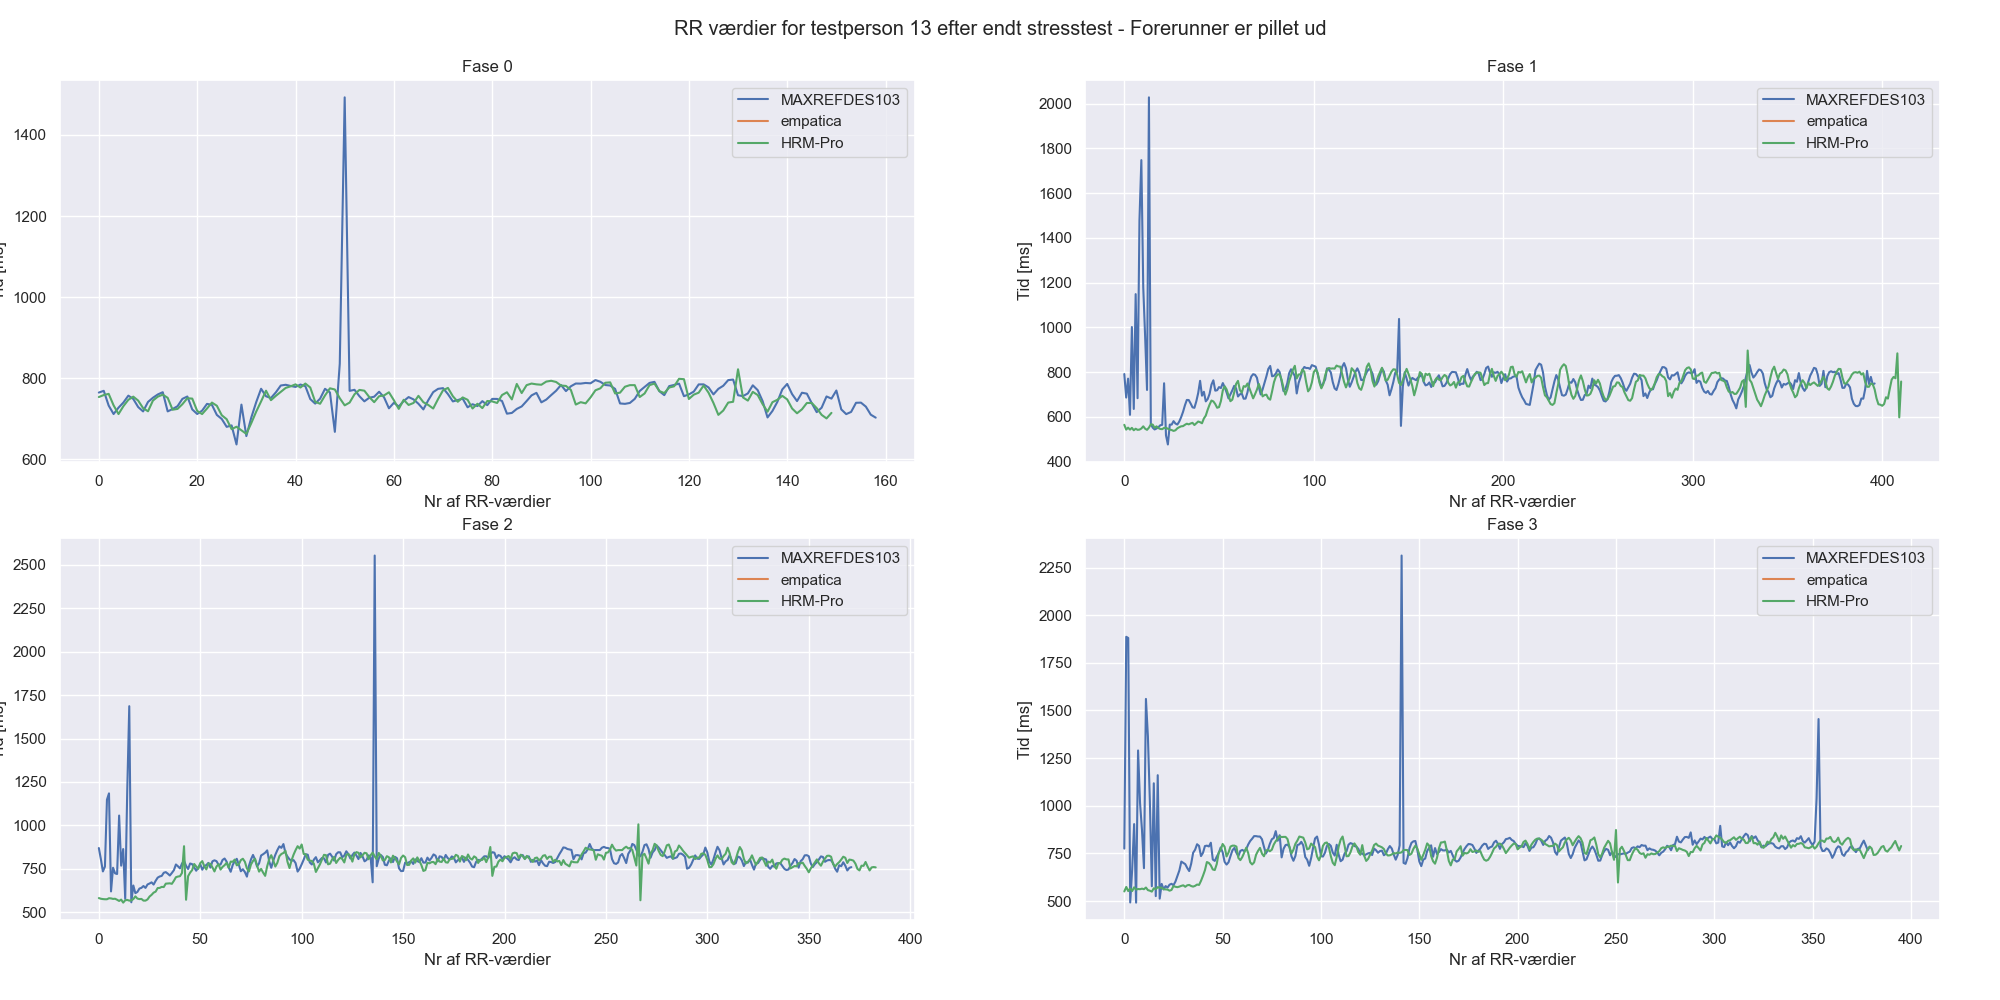 RR værdier for testperson 13 efter endt stresstest - Forerunner er pillet ud
Fase 0
1400
1200
1000
800
600
MAXREFDES103
empatica
HRM-Pro
0 20 40 60 80 100 120 140 160
Nr af RR-værdier
Fase 1
Tid [ms]
2000
1800
1600
1400
1200
1000
800
600
400
MAXREFDES103
empatica
HRM-Pro
0 100 200 300 400
Nr af RR-værdier
Fase 2
2500
2250
2000
1750
1500
1250
1000
750
500
MAXREFDES103
empatica
HRM-Pro
0 50 100 150 200 250 300 350 400
Nr af RR-værdier
Fase 3
Tid [ms]
2250
2000
1750
1500
1250
1000
750
500
MAXREFDES103
empatica
HRM-Pro
0 50 100 150 200 250 300 350 400
Nr af RR-værdier